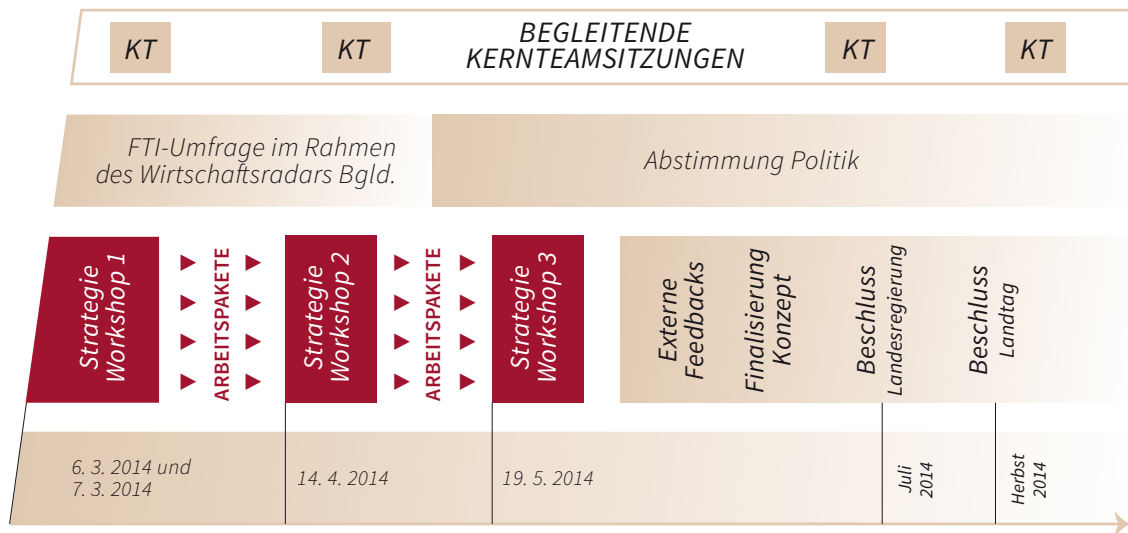 KT
KT
BEGLEITENDE
KERNTEAMSITZUNGEN
KT
KT
FTI-Umfrage im Rahmen
des Wirtschaftsradars Bgld.
Abstimmung Politik
Strategie
Workshop 1
ARBEITSPAKETE
Strategie
Workshop 2
ARBEITSPAKETE
Strategie
Workshop 3
Externe
Feedbacks
Finalisierung
Konzept
Beschluss
Landesregierung
Beschluss
Landtag
6. 3. 2014 und
7. 3. 2014
14. 4. 2014
19. 5. 2014
Juli
2014
Herbst
2014